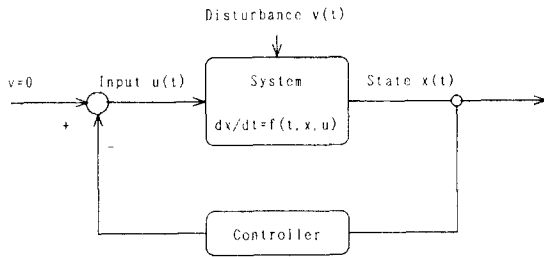 Disturbance v(t)
v=0
Input u(t)
System
State x(t)
dx/dt=f(t,x,u)
+
−
Controller